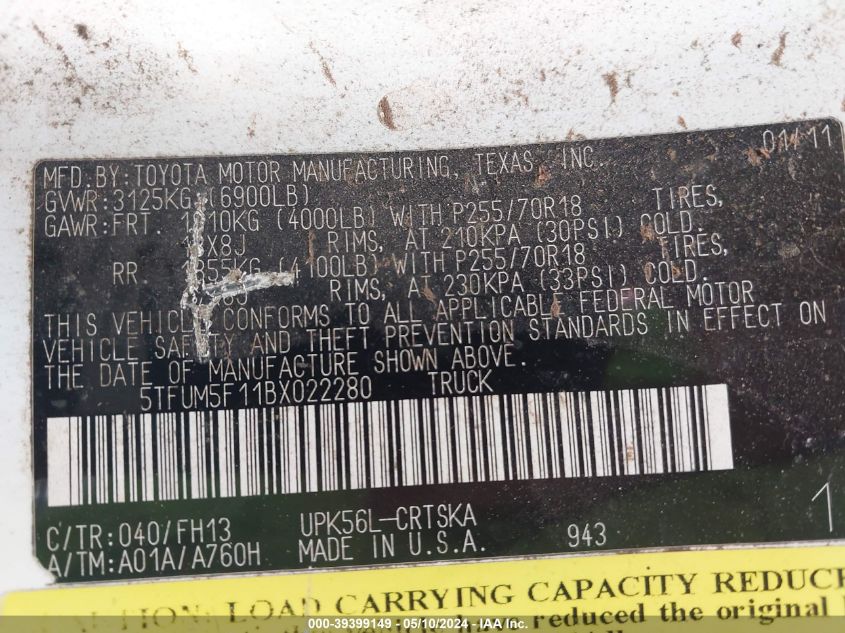 MFD. BY: TOYOTA MOTOR MANUFACTURING, TEXAS, INC. 01/11
GVWR: 3125KG (6900LB)
GAWR: FRT. (4000LB) WITH P255/70R18 TIRES,
RIMS, AT 210KPA (30PSI) COLD.
RR (4100LB) WITH P255/70R18 TIRES,
RIMS, AT 230KPA (33PSI) COLD.
THIS VEHICLE CONFORMS TO ALL APPLICABLE FEDERAL MOTOR
VEHICLE SAFETY AND THEFT PREVENTION STANDARDS IN EFFECT ON
THE DATE OF MANUFACTURE SHOWN ABOVE.
5TFUM5F11BX022280 TRUCK
C/TR: 040/FH13 UPK56L-CRTSKA
A/TM: A01A/A760H MADE IN U.S.A. 943 1
LOAD CARRYING CAPACITY
reduced the original
000-39399149 - 05/10/2024 - IAA, Inc.